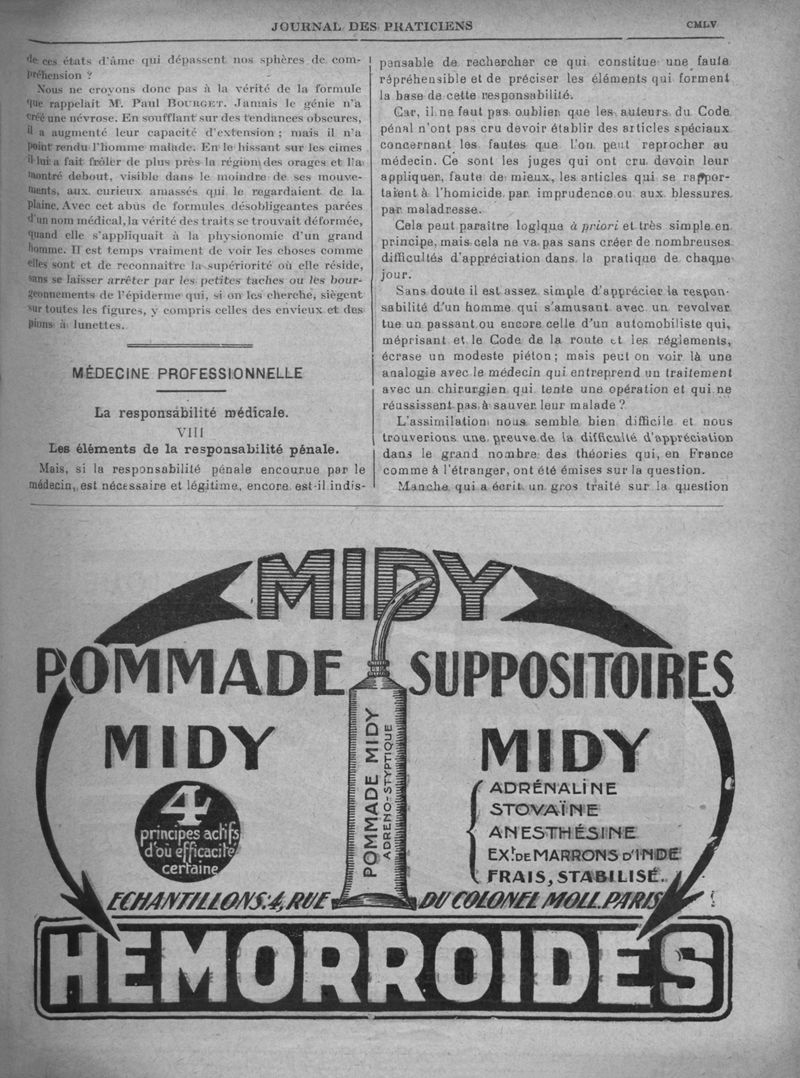 JOURNAL DES PRATICIENS
CMLV
de ces états d'âme qui dépassent nos sphères de com-
préhension ?
Nous ne croyons donc pas à la vérité de la formule
que rappelait M. Paul BOURGET. Jamais le génie n'a
créé une névrose. En soufflant sur des tendances obscures,
il a augmenté leur capacité d'extension ; mais il n'a
point rendu l'homme malade. En le hissant sur les cimes
il lui a fait frôler de plus près la région des orages et l'a
montré debout, visible dans le moindre de ses mouve-
ments, aux curieux amassés qui le regardaient de la
plaine. Avec cet abus de formules désobligeantes parées
d'un nom médical, la vérité des traits se trouvait déformée,
quand elle s'appliquait à la physionomie d'un grand
homme. Il est temps vraiment de voir les choses comme
elles sont et de reconnaitre la supériorité où elle réside,
sans se laisser arrêter par les petites taches ou les bour-
geonnements de l'épiderme qui, si on les cherche, siègent
sur toutes les figures, y compris celles des envieux et des
pions à lunettes.
MÉDECINE PROFESSIONNELLE
La responsabilité médicale.
VIII
Les éléments de la responsabilité pénale.
Mais, si la responsabilité pénale encourue par le
médecin, est nécessaire et légitime, encore est-il indis-
pensable de rechercher ce qui constitue une faute
répréhensible et de préciser les éléments qui forment
la base de cette responsabilité.
Car, il ne faut pas oublier que les auteurs du Code
pénal n'ont pas cru devoir établir des articles spéciaux
concernant les fautes que l'on peut reprocher au
médecin. Ce sont les juges qui ont cru devoir leur
appliquer, faute de mieux, les articles qui se rappor-
taient à l'homicide par imprudence ou aux blessures
par maladresse.
Cela peut paraître logique à priori et très simple en
principe, mais cela ne va pas sans créer de nombreuses
difficultés d'appréciation dans la pratique de chaque
jour.
Sans doute il est assez simple d'apprécier la respon-
sabilité d'un homme qui s'amusant avec un revolver
tue un passant ou encore celle d'un automobiliste qui,
méprisant et le Code de la route et les réglements,
écrase un modeste piéton ; mais peut on voir là une
analogie avec le médecin qui entreprend un traitement
avec un chirurgien qui tente une opération et qui ne
réussissent pas à sauver leur malade ?
L'assimilation nous semble bien difficile et nous
trouverions une preuve de la difficulté d'appréciation
dans le grand nombre des théories qui, en France
comme à l'étranger, ont été émises sur la question.
Manche qui a écrit un gros traité sur la question
MIDY
POMMADE
MIDY
4
principes actifs
d'où efficacité
certaine
POMMADE MIDY
ADRENO-STYPTIQUE
SUPPOSITOIRES
MIDY
ADRÉNALINE
STOVAÏNE
ANESTHÉSINE
EXt. DE MARRONS D'INDE
FRAIS, STABILISÉ.
ECHANTILLONS: 4, RUE DU COLONEL MOLL. PARIS
HEMORROIDES